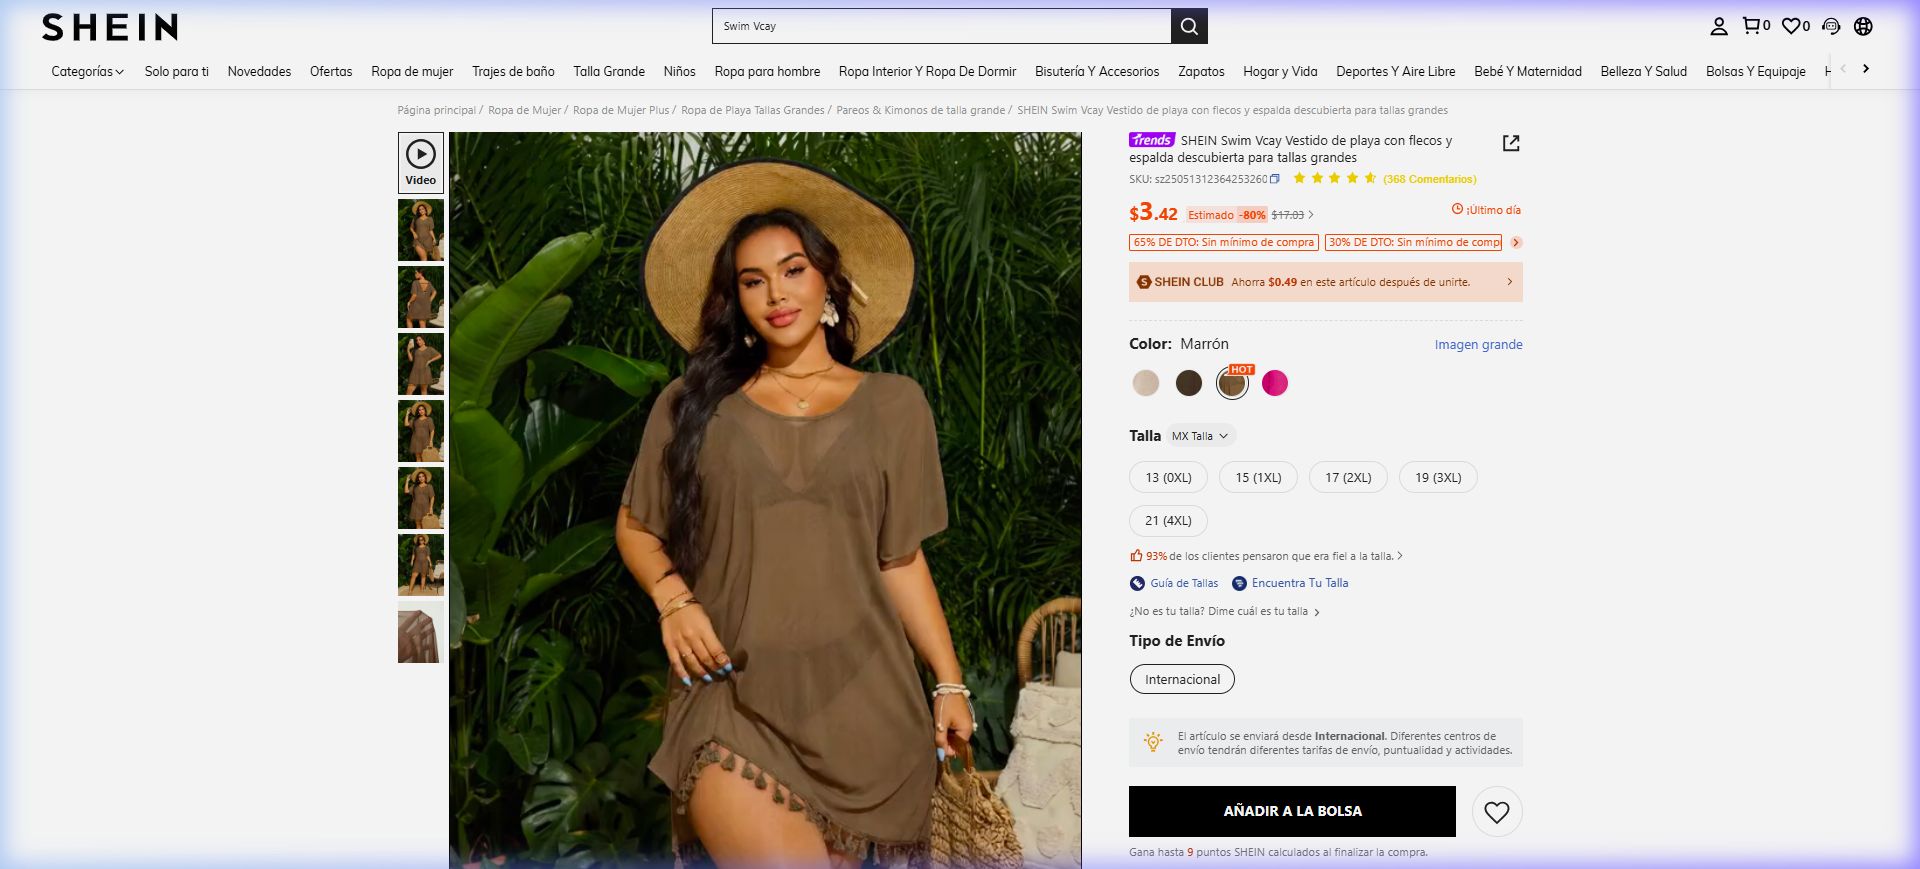 SHEIN
Swim Vcay
0
0
Categorías
Solo para ti
Novedades
Ofertas
Ropa de mujer
Trajes de baño
Talla Grande
Niños
Ropa para hombre
Ropa Interior Y Ropa De Dormir
Bisutería Y Accesorios
Zapatos
Hogar y Vida
Deportes Y Aire Libre
Bebé Y Maternidad
Belleza Y Salud
Bolsas Y Equipaje
Página principal / Ropa de Mujer / Ropa de Mujer Plus / Ropa de Playa Tallas Grandes / Pareos & Kimonos de talla grande / SHEIN Swim Vcay Vestido de playa con flecos y espalda descubierta para tallas grandes
Video
Trends SHEIN Swim Vcay Vestido de playa con flecos y
espalda descubierta para tallas grandes
SKU: sz25051312364253260 (368 Comentarios)
$3.42 Estimado -80% $17.03 > ¡Último día
65% DE DTO: Sin mínimo de compra 30% DE DTO: Sin mínimo de comp
S SHEIN CLUB Ahorra $0.49 en este artículo después de unirte.
Color: Marrón Imagen grande
HOT
Talla MX Talla
13 (0XL) 15 (1XL) 17 (2XL) 19 (3XL)
21 (4XL)
93% de los clientes pensaron que era fiel a la talla.
Guía de Tallas Encuentra Tu Talla
¿No es tu talla? Dime cuál es tu talla
Tipo de Envío
Internacional
El artículo se enviará desde Internacional. Diferentes centros de
envío tendrán diferentes tarifas de envío, puntualidad y actividades.
AÑADIR A LA BOLSA
Gana hasta 9 puntos SHEIN calculados al finalizar la compra.